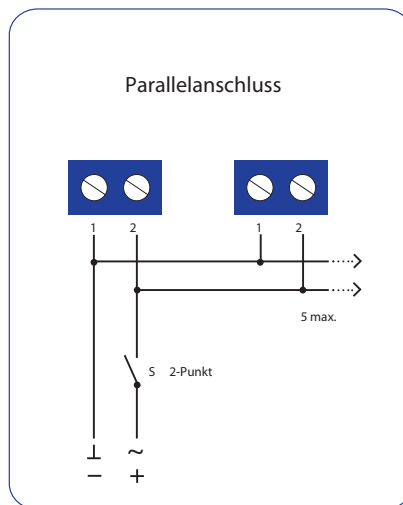 Parallelanschluss
1 2 1 2
5 max.
S 2-Punkt
⊥ ~
− +